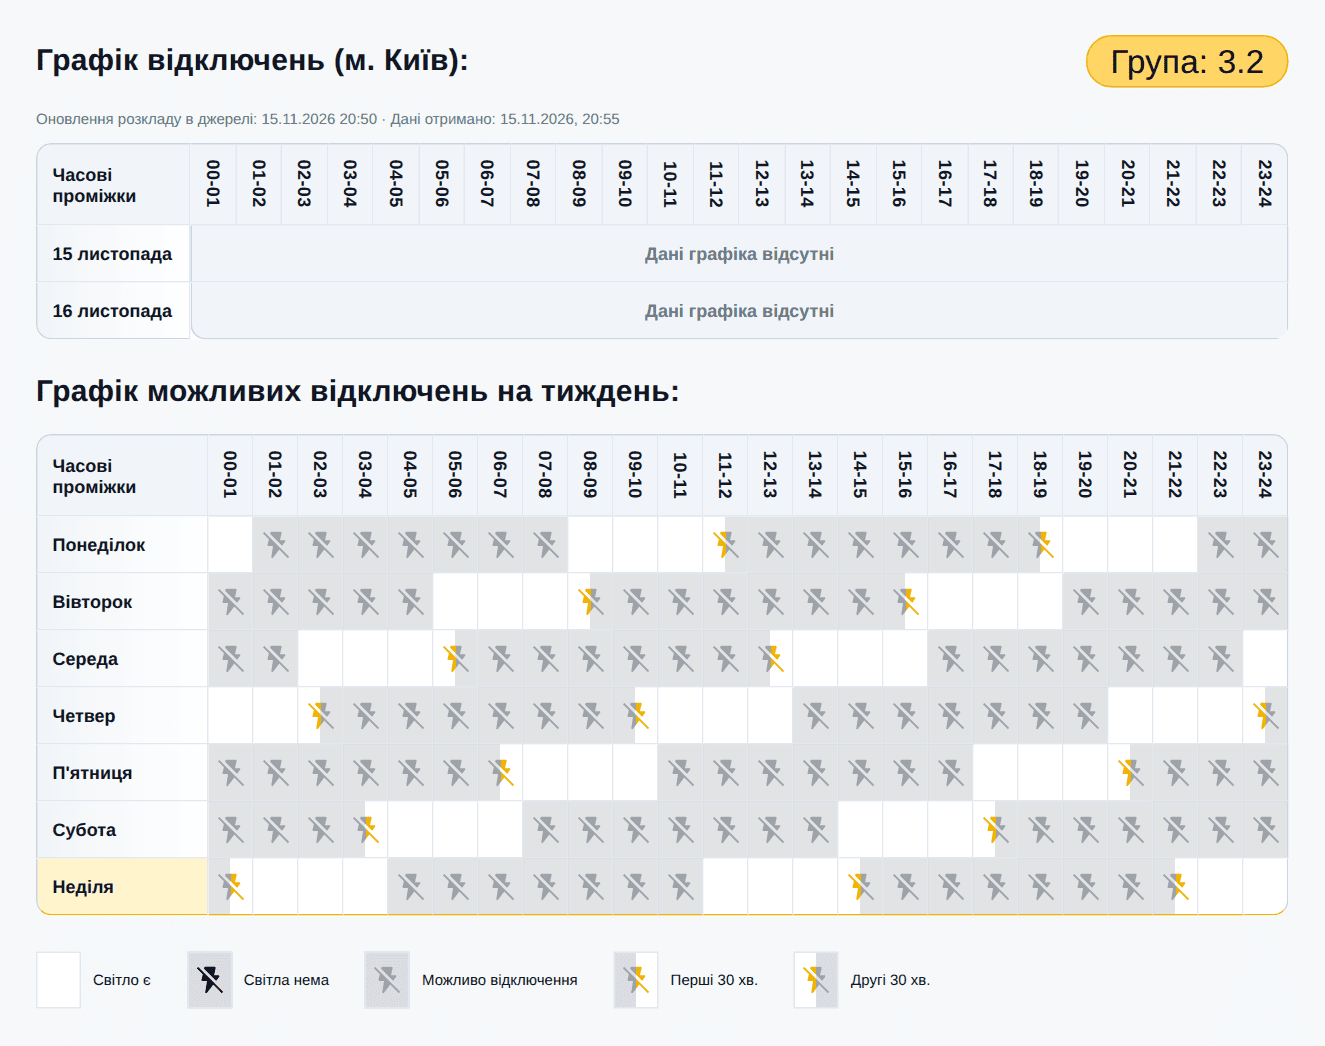 Графік відключень (м. Київ):
Група: 3.2
Оновлення розкладу в джерелі: 15.11.2026 20:50 · Дані отримано: 15.11.2026, 20:55
Часові проміжки 00-01 01-02 02-03 03-04 04-05 05-06 06-07 07-08 08-09 09-10 10-11 11-12 12-13 13-14 14-15 15-16 16-17 17-18 18-19 19-20 20-21 21-22 22-23 23-24
15 листопада Дані графіка відсутні
16 листопада Дані графіка відсутні
Графік можливих відключень на тиждень:
Часові проміжки 00-01 01-02 02-03 03-04 04-05 05-06 06-07 07-08 08-09 09-10 10-11 11-12 12-13 13-14 14-15 15-16 16-17 17-18 18-19 19-20 20-21 21-22 22-23 23-24
Понеділок
Вівторок
Середа
Четвер
П'ятниця
Субота
Неділя
Світло є Світла нема Можливо відключення Перші 30 хв. Другі 30 хв.